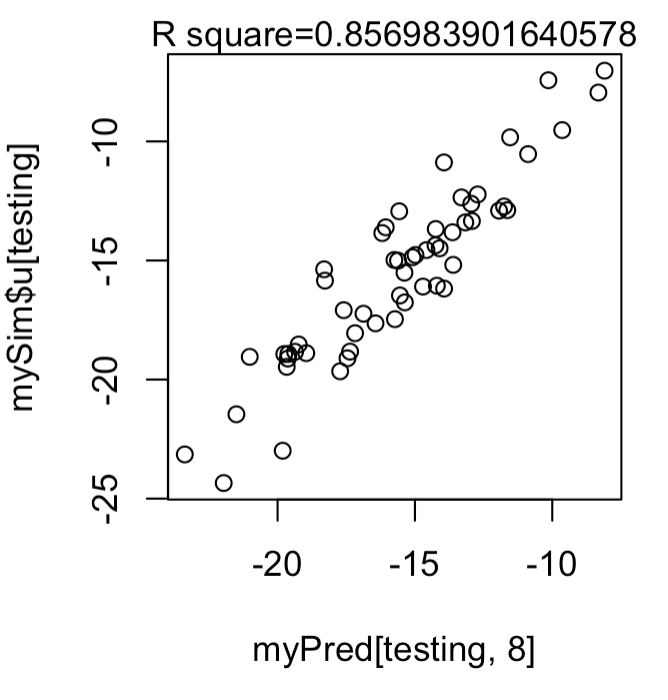 R square=0.856983901640578
mySim$u[testing]
-10
-15
-20
-25
-20 -15 -10
myPred[testing, 8]